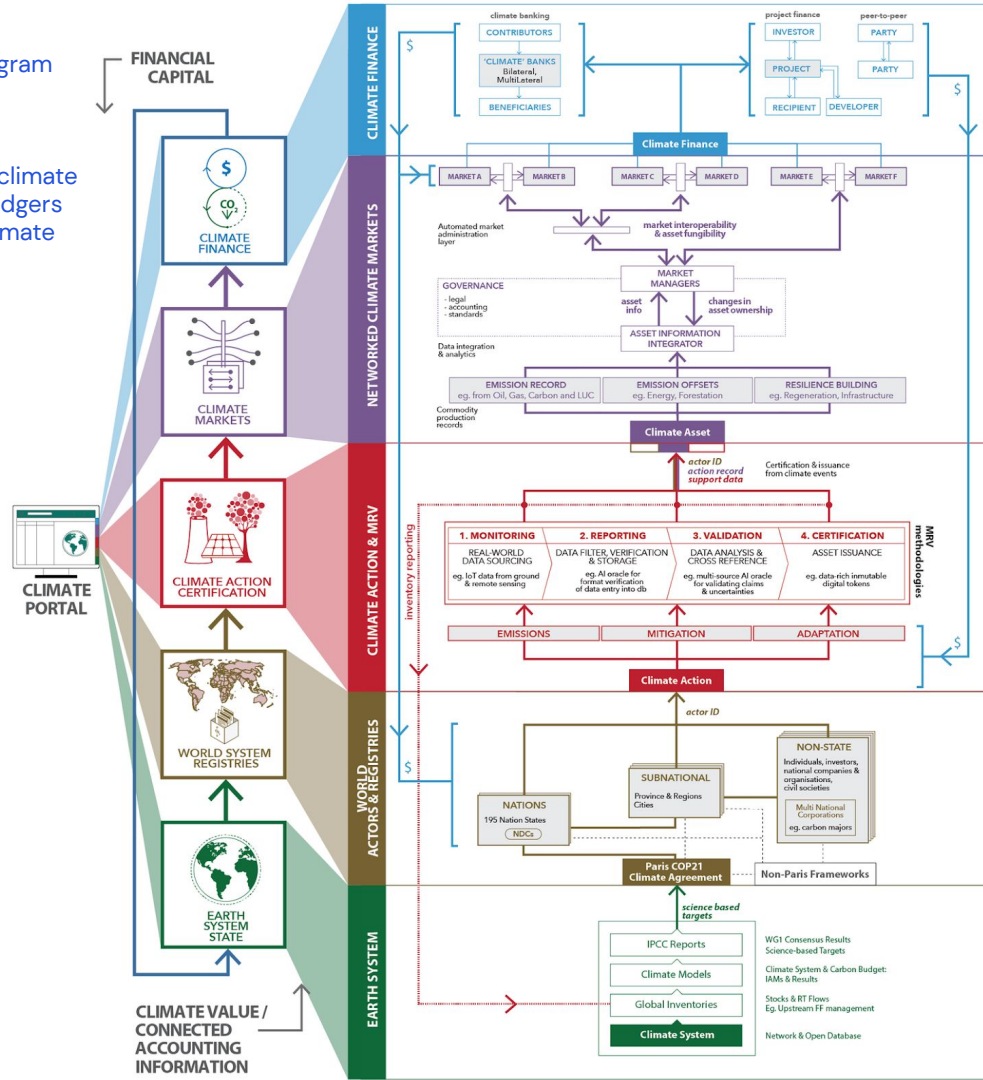 gram
climate
dgers
mate
FINANCIAL
CAPITAL
$
CO2
CLIMATE
FINANCE
CLIMATE
MARKETS
CLIMATE ACTION
CERTIFICATION
WORLD SYSTEM
REGISTRIES
EARTH
SYSTEM
STATE
CLIMATE
PORTAL
CLIMATE VALUE /
CONNECTED
ACCOUNTING
INFORMATION
CLIMATE FINANCE
climate banking
CONTRIBUTORS
'CLIMATE' BANKS
Bilateral,
MultiLateral
BENEFICIARIES
project finance
INVESTOR
PROJECT
RECIPIENT
DEVELOPER
peer-to-peer
PARTY
PARTY
$
$
Climate Finance
NETWORKED CLIMATE MARKETS
MARKET A
MARKET B
MARKET C
MARKET D
MARKET E
MARKET F
Automated market
administration
layer
market interoperability
& asset fungibility
MARKET
MANAGERS
GOVERNANCE
- legal
- accounting
- standards
asset
info
changes in
asset ownership
ASSET INFORMATION
INTEGRATOR
Data integration
& analytics
EMISSION RECORD
eg. from Oil, Gas, Carbon and LUC
EMISSION OFFSETS
eg. Energy, Forestation
RESILIENCE BUILDING
eg. Regeneration, Infrastructure
Commodity
production
records
Climate Asset
CLIMATE ACTION & MRV
actor ID
action record
support data
Certification & issuance
from climate events
inventory reporting
MRV
methodologies
1. MONITORING
REAL-WORLD
DATA SOURCING
eg. IoT data from ground
& remote sensing
2. REPORTING
DATA FILTER, VERIFICATION
& STORAGE
eg. AI oracle for
format verification
of data entry into db
3. VALIDATION
DATA ANALYSIS &
CROSS REFERENCE
eg. multi-source AI oracle
for validating claims
& uncertainties
4. CERTIFICATION
ASSET ISSUANCE
eg. data-rich inmutable
digital tokens
EMISSIONS
MITIGATION
ADAPTATION
$
Climate Action
WORLD
ACTORS & REGISTRIES
actor ID
$
NATIONS
195 Nation States
NDCs
SUBNATIONAL
Province & Regions
Cities
NON-STATE
Individuals, investors,
national companies &
organisations,
civil societies
Multi National
Corporations
eg. carbon majors
Paris COP21
Climate Agreement
Non-Paris Frameworks
EARTH SYSTEM
science based
targets
IPCC Reports
WG1 Consensus Results
Science-based Targets
Climate Models
Climate System & Carbon Budget:
IAMs & Results
Global Inventories
Stocks & RT Flows
Eg. Upstream FF management
Climate System
Network & Open Database